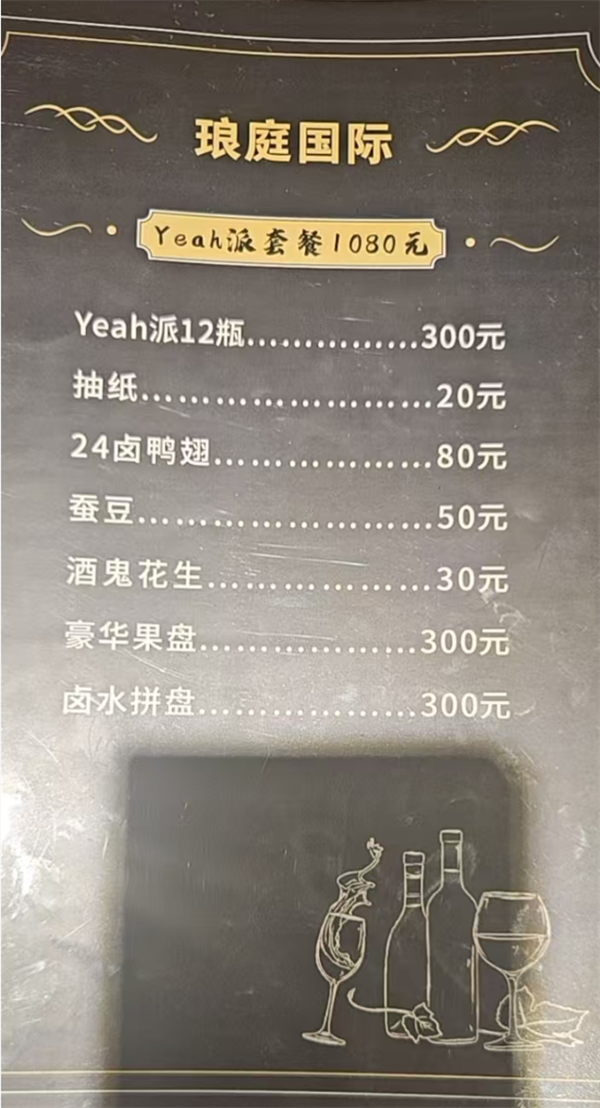 琅庭国际
Yeah派套餐1080元
Yeah派12瓶................300元
抽纸..........................20元
24卤鸭翅....................80元
蚕豆..........................50元
酒鬼花生....................30元
豪华果盘....................300元
卤水拼盘....................300元